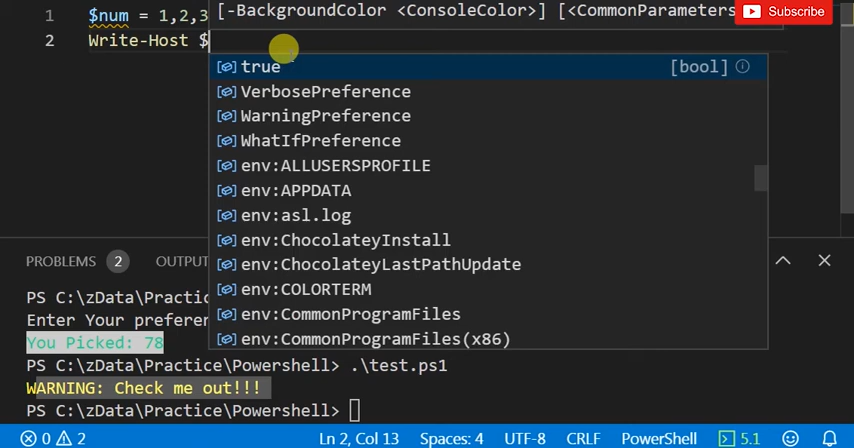 $num = 1,2,3
[-BackgroundColor <ConsoleColor>] [<CommonParameters
Subscribe
2
Write-Host $
true [bool]
VerbosePreference
WarningPreference
WhatIfPreference
env:ALLUSERSPROFILE
env:APPDATA
env:asl.log
env:ChocolateyInstall
env:ChocolateyLastPathUpdate
env:COLORTERM
env:CommonProgramFiles
env:CommonProgramFiles(x86)
PROBLEMS 2 OUTPUT
PS C:\zData\Practic
Enter Your prefer
You Picked: 78
PS C:\zData\Practice\Powershell> .\test.ps1
WARNING: Check me out!!!
PS C:\zData\Practice\Powershell>
0 2 Ln 2, Col 13 Spaces: 4 UTF-8 CRLF PowerShell 5.1